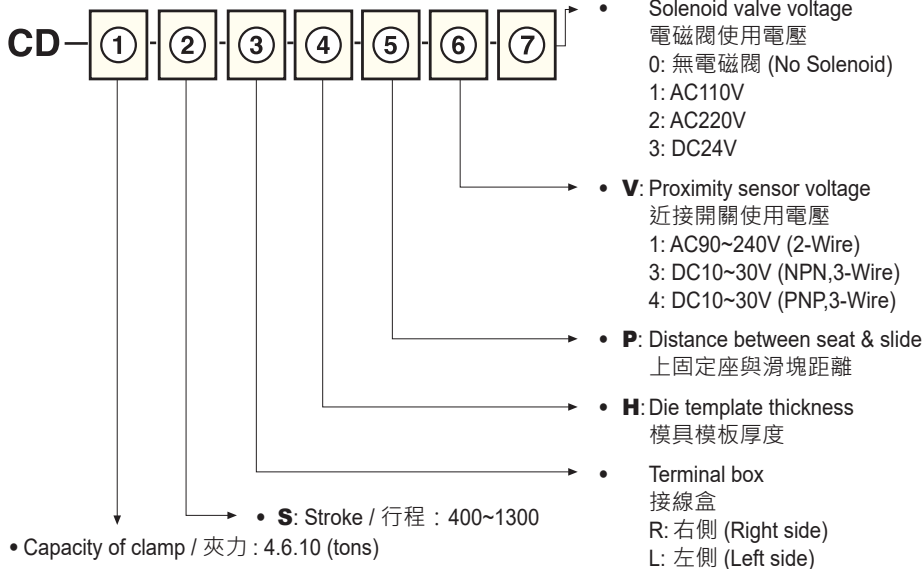 CD-①-②-③-④-⑤-⑥-⑦
• Solenoid valve voltage
電磁閥使用電壓
0: 無電磁閥 (No Solenoid)
1: AC110V
2: AC220V
3: DC24V
• V: Proximity sensor voltage
近接開關使用電壓
1: AC90~240V (2-Wire)
3: DC10~30V (NPN,3-Wire)
4: DC10~30V (PNP,3-Wire)
• P: Distance between seat & slide
上固定座與滑塊距離
• H: Die template thickness
模具模板厚度
• Terminal box
接線盒
R: 右側 (Right side)
L: 左側 (Left side)
• S: Stroke / 行程：400~1300
• Capacity of clamp / 夾力 : 4.6.10 (tons)